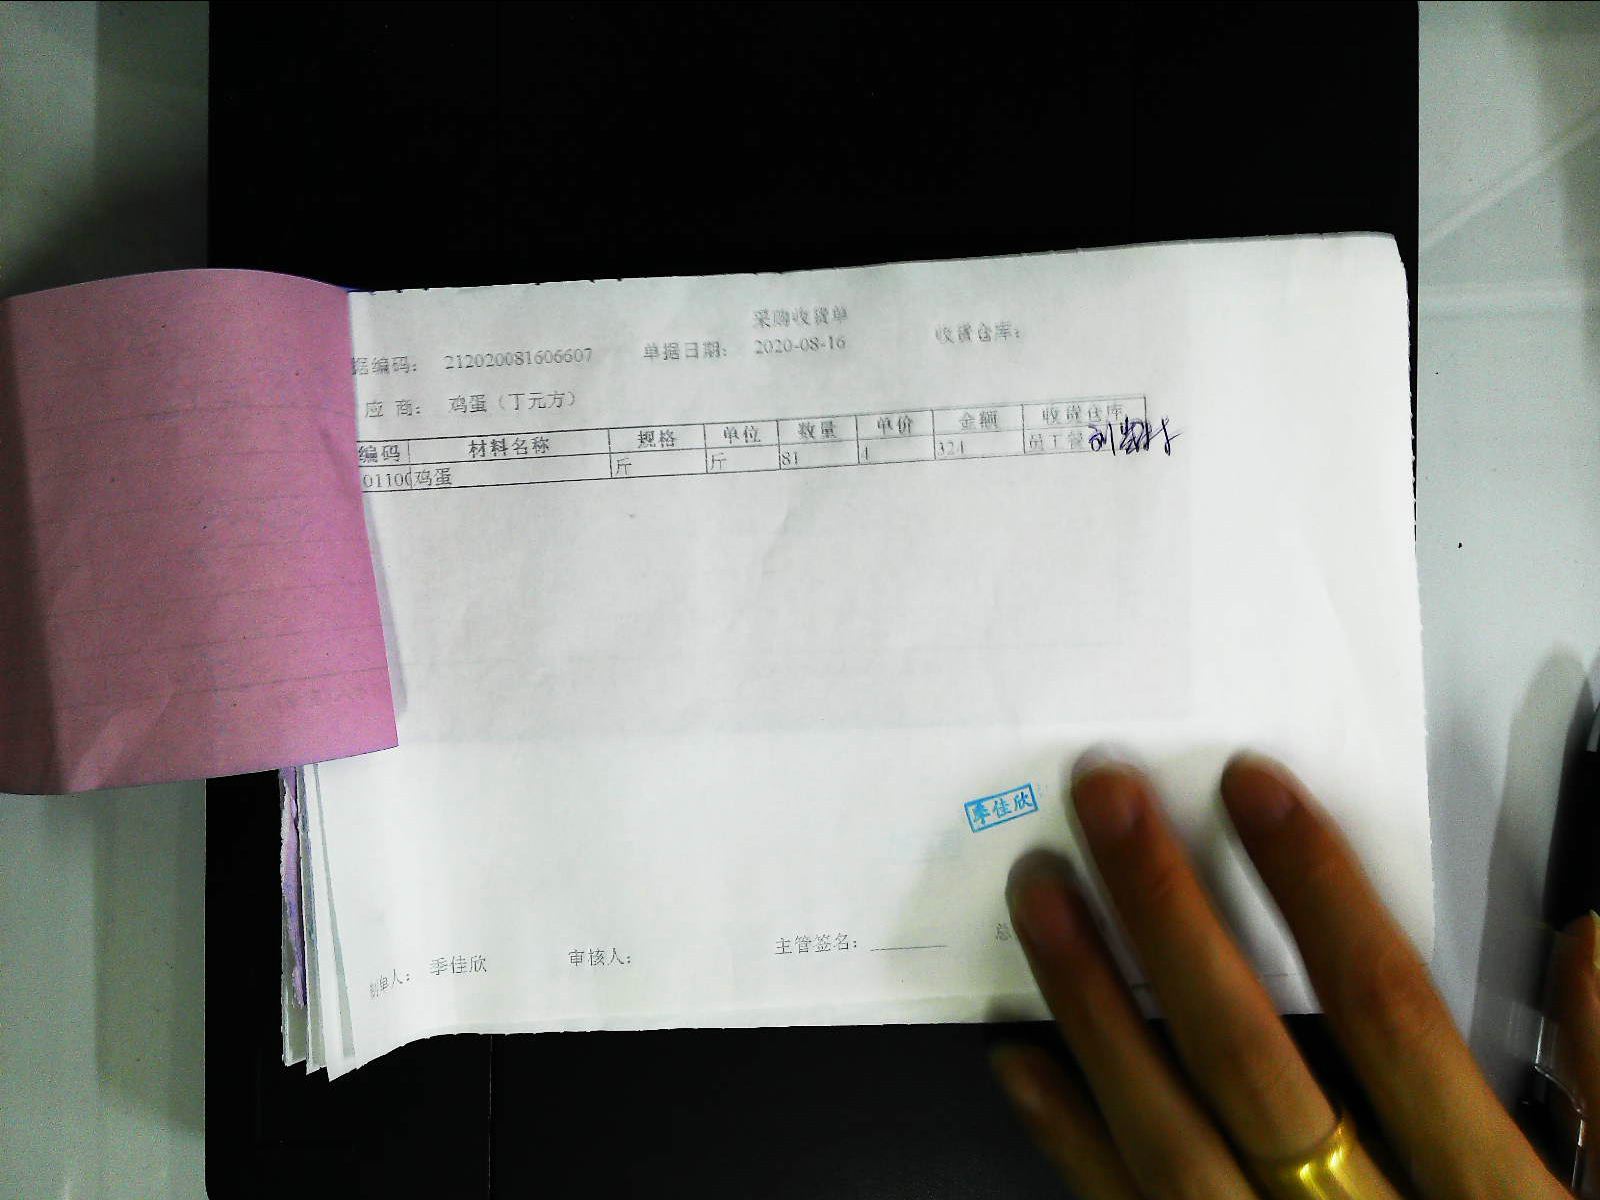 采购收货单
据编码： 212020081606607 单据日期： 2020-08-16 收货仓库：
应 商： 鸡蛋（丁元方）
编码 材料名称 规格 单位 数量 单价 金额 收货仓库
01100 鸡蛋 斤 斤 81 4 324 员工餐
季佳欣
制单人： 季佳欣 审核人： 主管签名： 总